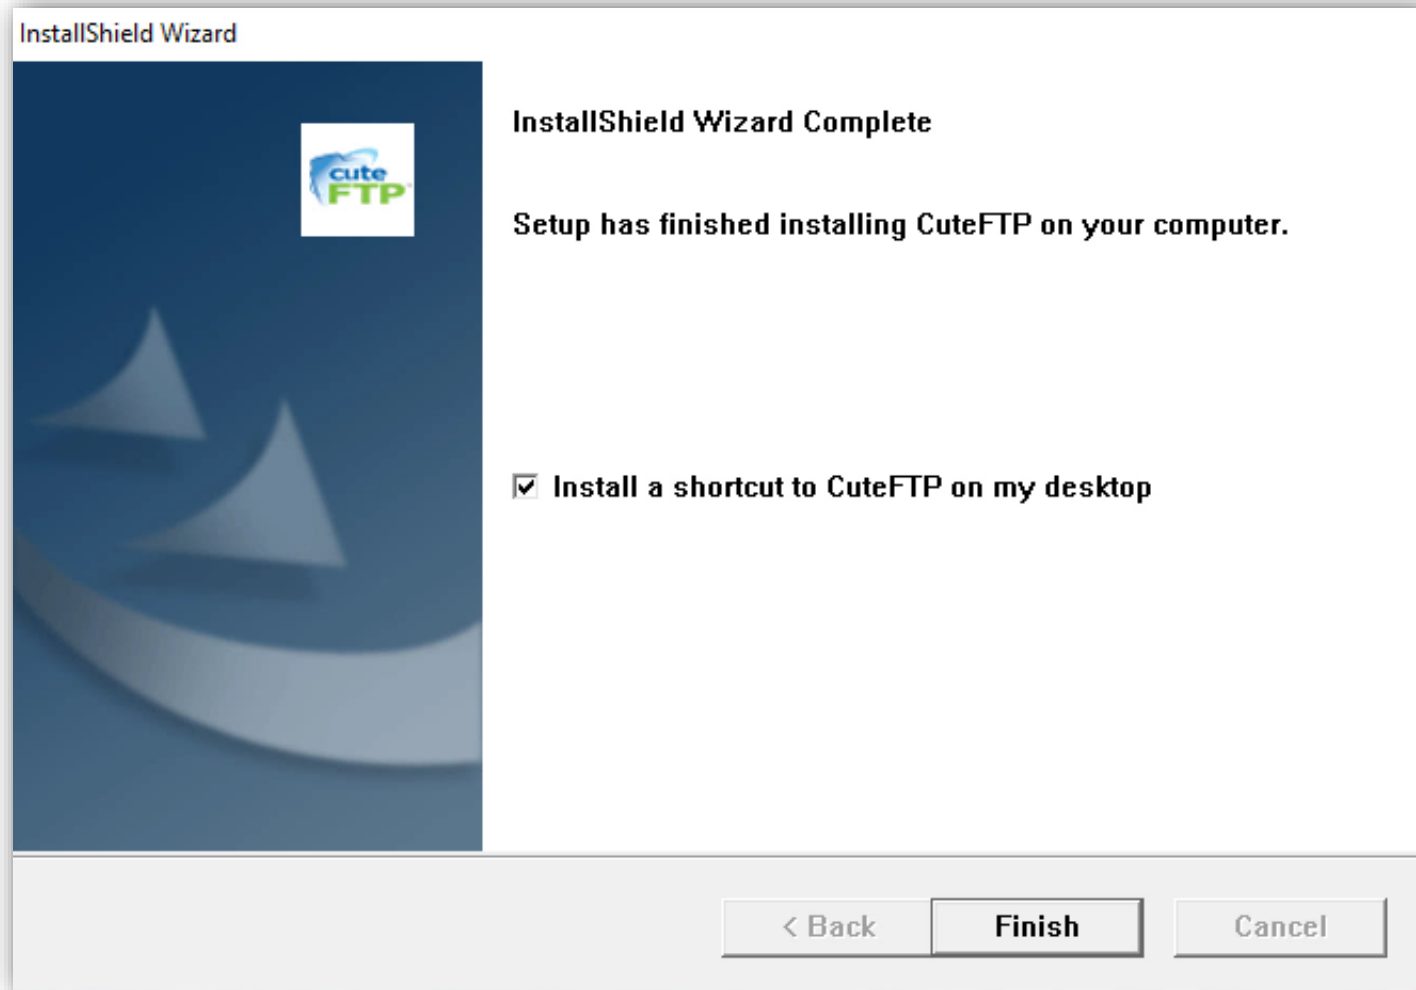 InstallShield Wizard
cute
FTP
InstallShield Wizard Complete
Setup has finished installing CuteFTP on your computer.
Install a shortcut to CuteFTP on my desktop
< Back
Finish
Cancel